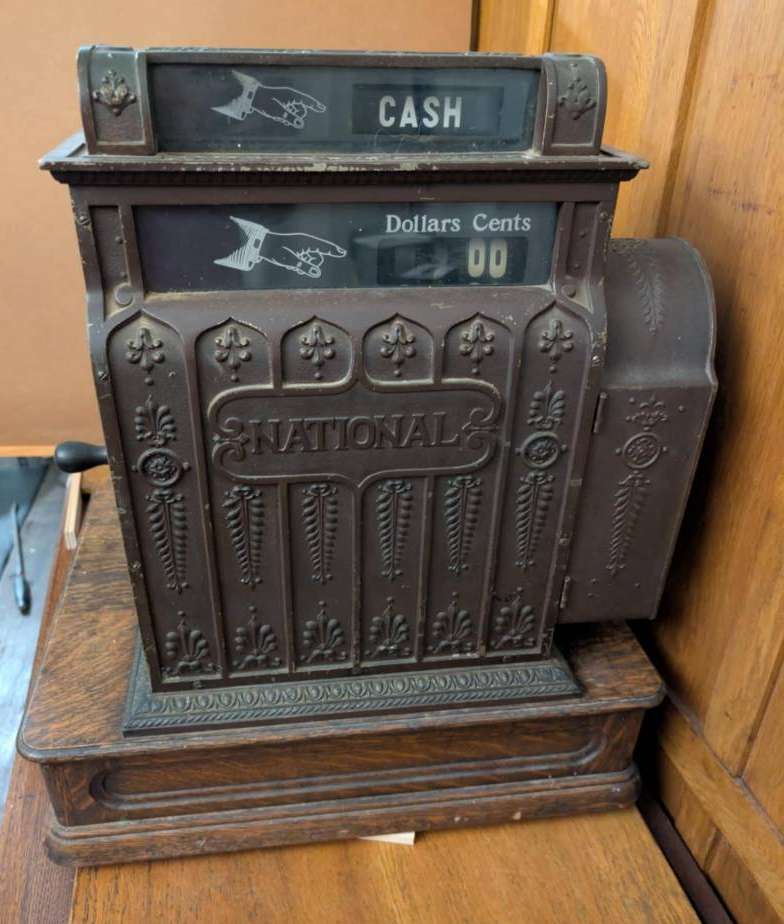 CASH
Dollars Cents
00
NATIONAL